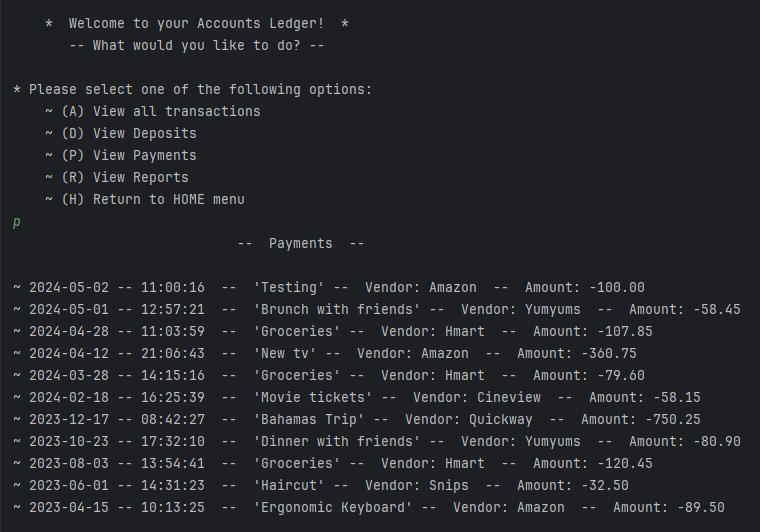 * Welcome to your Accounts Ledger! *
-- What would you like to do? --
* Please select one of the following options:
~ (A) View all transactions
~ (D) View Deposits
~ (P) View Payments
~ (R) View Reports
~ (H) Return to HOME menu
p
-- Payments --
~ 2024-05-02 -- 11:00:16 -- 'Testing' -- Vendor: Amazon -- Amount: -100.00
~ 2024-05-01 -- 12:57:21 -- 'Brunch with friends' -- Vendor: Yumyums -- Amount: -58.45
~ 2024-04-28 -- 11:03:59 -- 'Groceries' -- Vendor: Hmart -- Amount: -107.85
~ 2024-04-12 -- 21:06:43 -- 'New tv' -- Vendor: Amazon -- Amount: -360.75
~ 2024-03-28 -- 14:15:16 -- 'Groceries' -- Vendor: Hmart -- Amount: -79.60
~ 2024-02-18 -- 16:25:39 -- 'Movie tickets' -- Vendor: Cineview -- Amount: -58.15
~ 2023-12-17 -- 08:42:27 -- 'Bahamas Trip' -- Vendor: Quickway -- Amount: -750.25
~ 2023-10-23 -- 17:32:10 -- 'Dinner with friends' -- Vendor: Yumyums -- Amount: -80.90
~ 2023-08-03 -- 13:54:41 -- 'Groceries' -- Vendor: Hmart -- Amount: -120.45
~ 2023-06-01 -- 14:31:23 -- 'Haircut' -- Vendor: Snips -- Amount: -32.50
~ 2023-04-15 -- 10:13:25 -- 'Ergonomic Keyboard' -- Vendor: Amazon -- Amount: -89.50